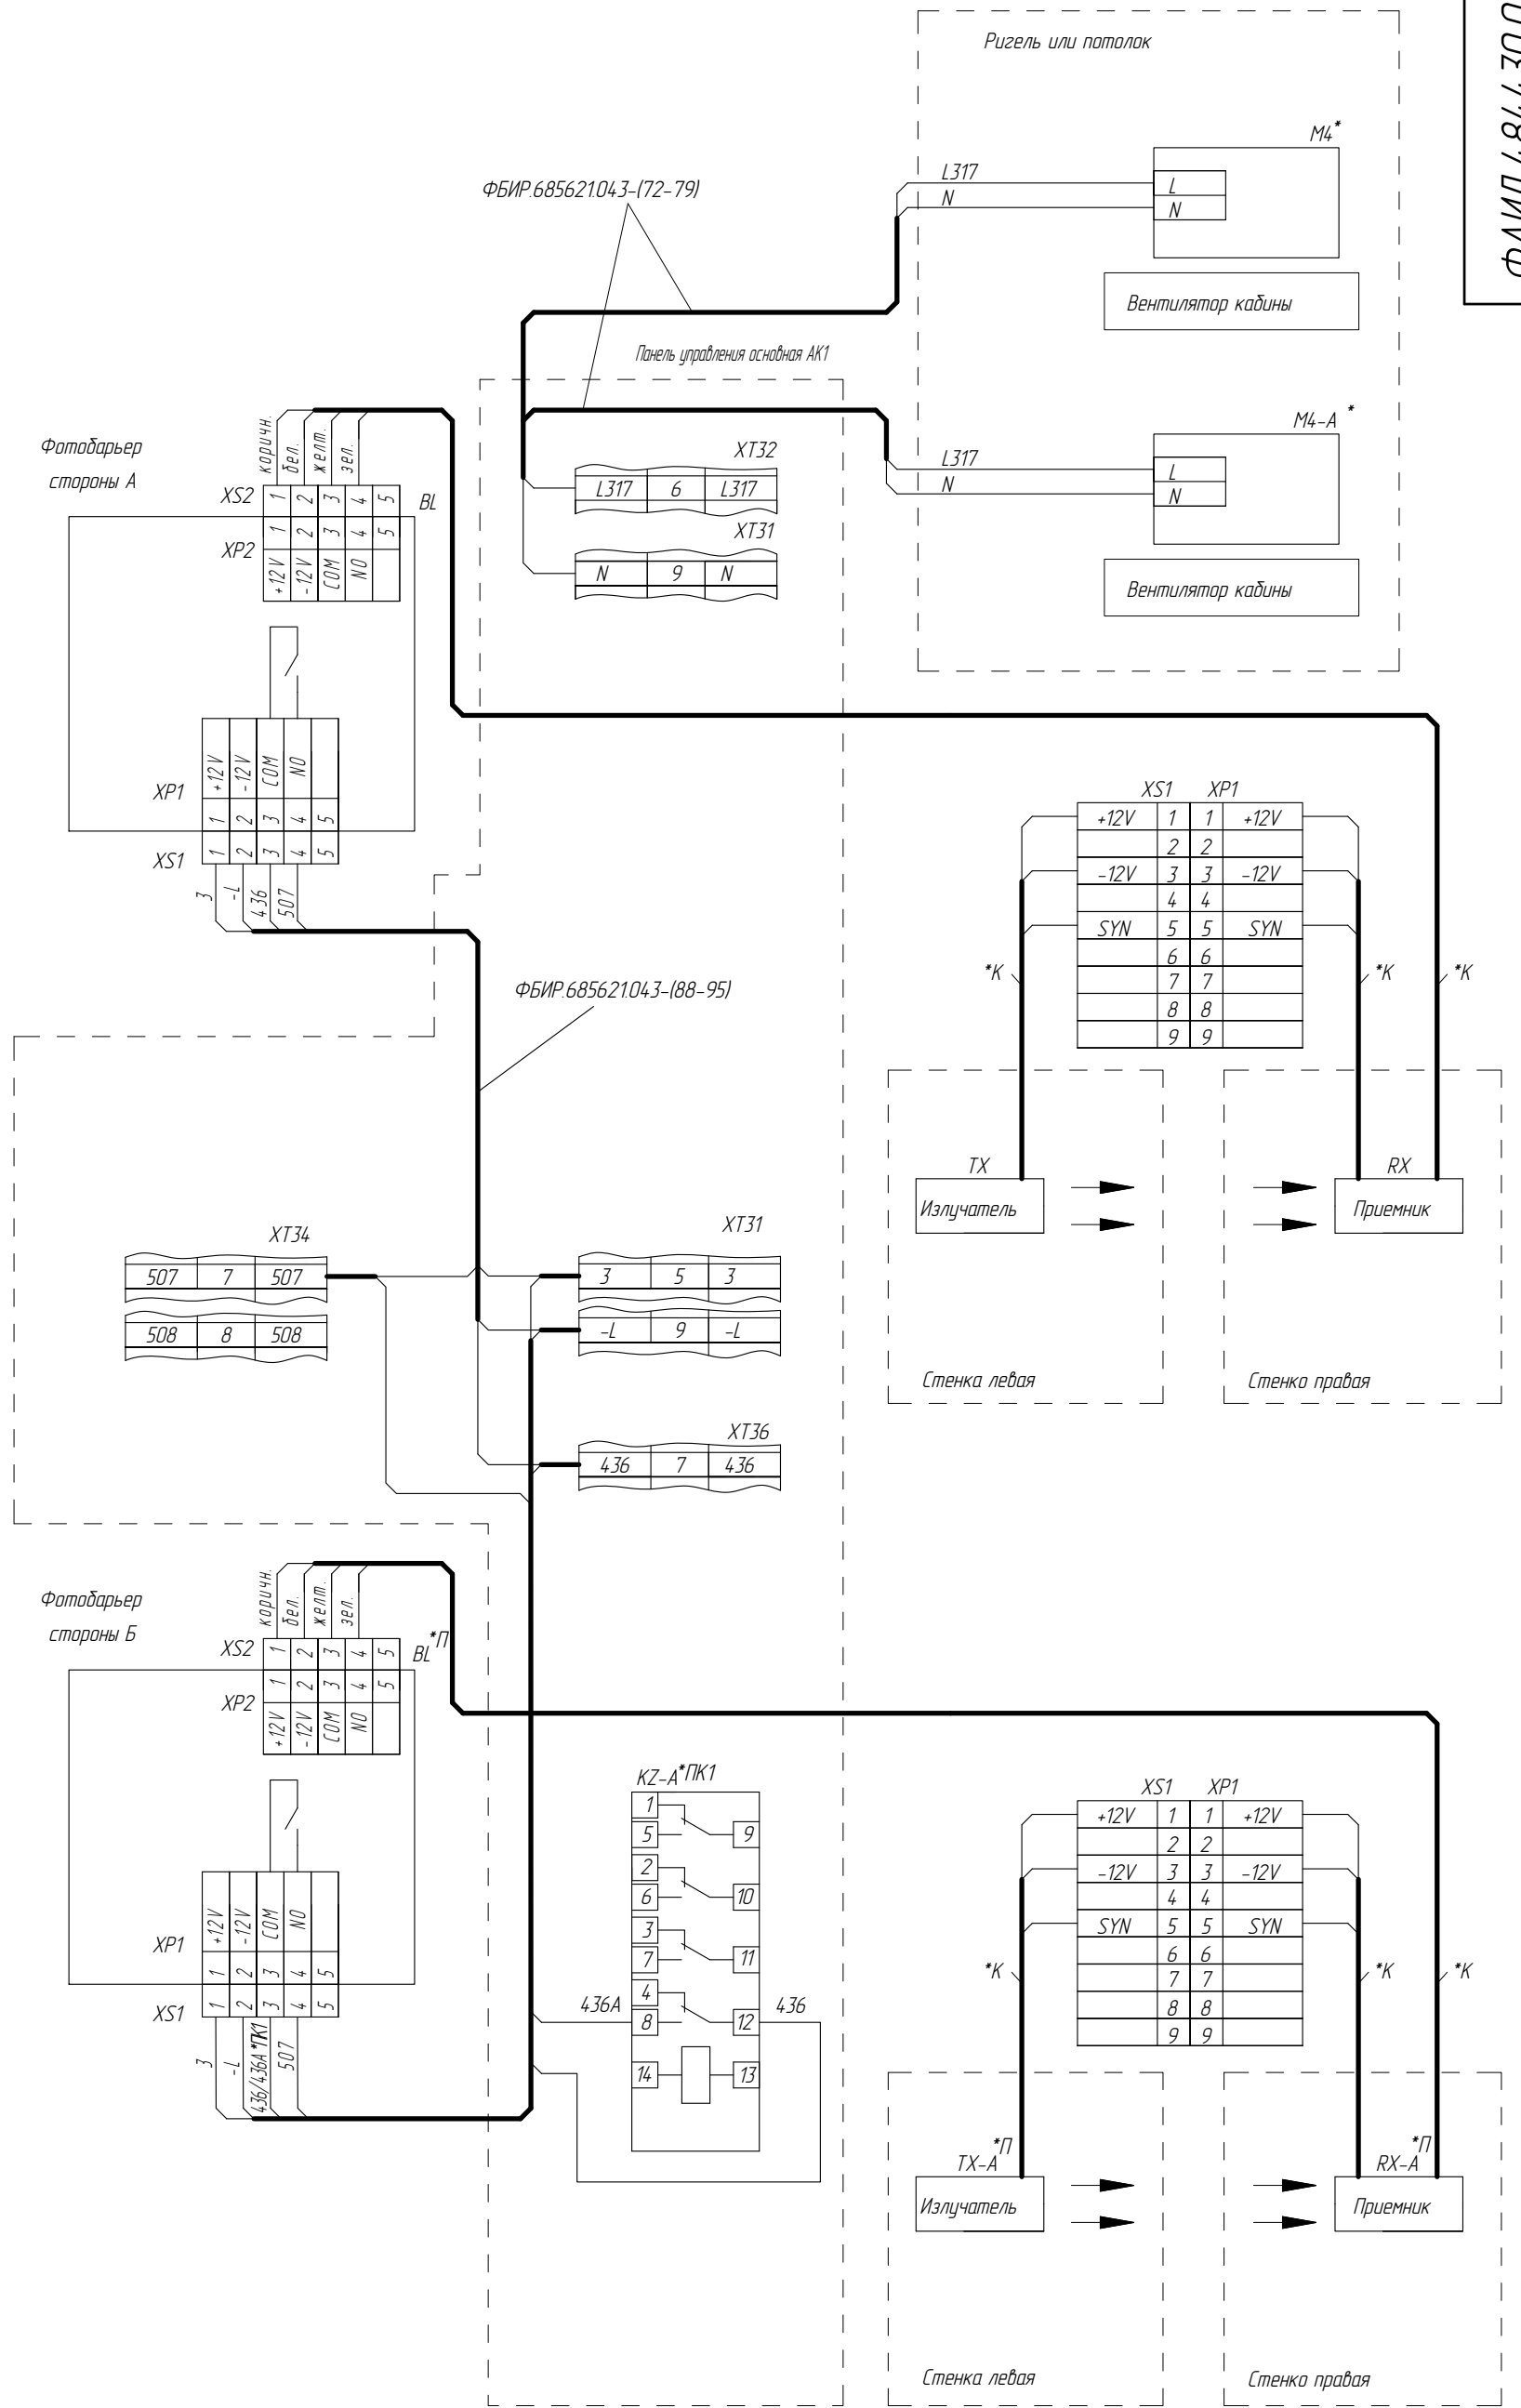 Ригель или потолок
М4*
ФБИР.685621.043-(72-79)
L317
N
L
N
Вентилятор кабины
Панель управления основная АК1
М4-А *
L317
N
L
N
Вентилятор кабины
Фотобарьер
стороны А
коричн.
бел.
желт.
зел.
XS2
1 2 3 4 5
BL
XP2
1 2 3 4 5
+12V -12V COM NO
XT32
L317 6 L317
XT31
N 9 N
XP1
+12V -12V COM NO
1 2 3 4 5
XS1
1 2 3 4 5
3 -L 436 507
XS1 XP1
+12V 1 1 +12V
2 2
-12V 3 3 -12V
4 4
SYN 5 5 SYN
6 6
7 7
8 8
9 9
*К
*К
*К
ФБИР.685621.043-(88-95)
TX
Излучатель
RX
Приемник
Стенка левая
Стенко правая
XT34
507 7 507
508 8 508
XT31
3 5 3
-L 9 -L
XT36
436 7 436
Фотобарьер
стороны Б
коричн.
бел.
желт.
зел.
XS2
1 2 3 4 5
BL*П
XP2
1 2 3 4 5
+12V -12V COM NO
XP1
+12V -12V COM NO
1 2 3 4 5
XS1
1 2 3 4 5
3 -L 436/436А*ПК1 507
KZ-A*ПК1
1
5 9
2
6 10
3
7 11
4
8 12
14 13
436А
436
XS1 XP1
+12V 1 1 +12V
2 2
-12V 3 3 -12V
4 4
SYN 5 5 SYN
6 6
7 7
8 8
9 9
*К
*К
*К
TX-A*П
Излучатель
RX-A*П
Приемник
Стенка левая
Стенко правая